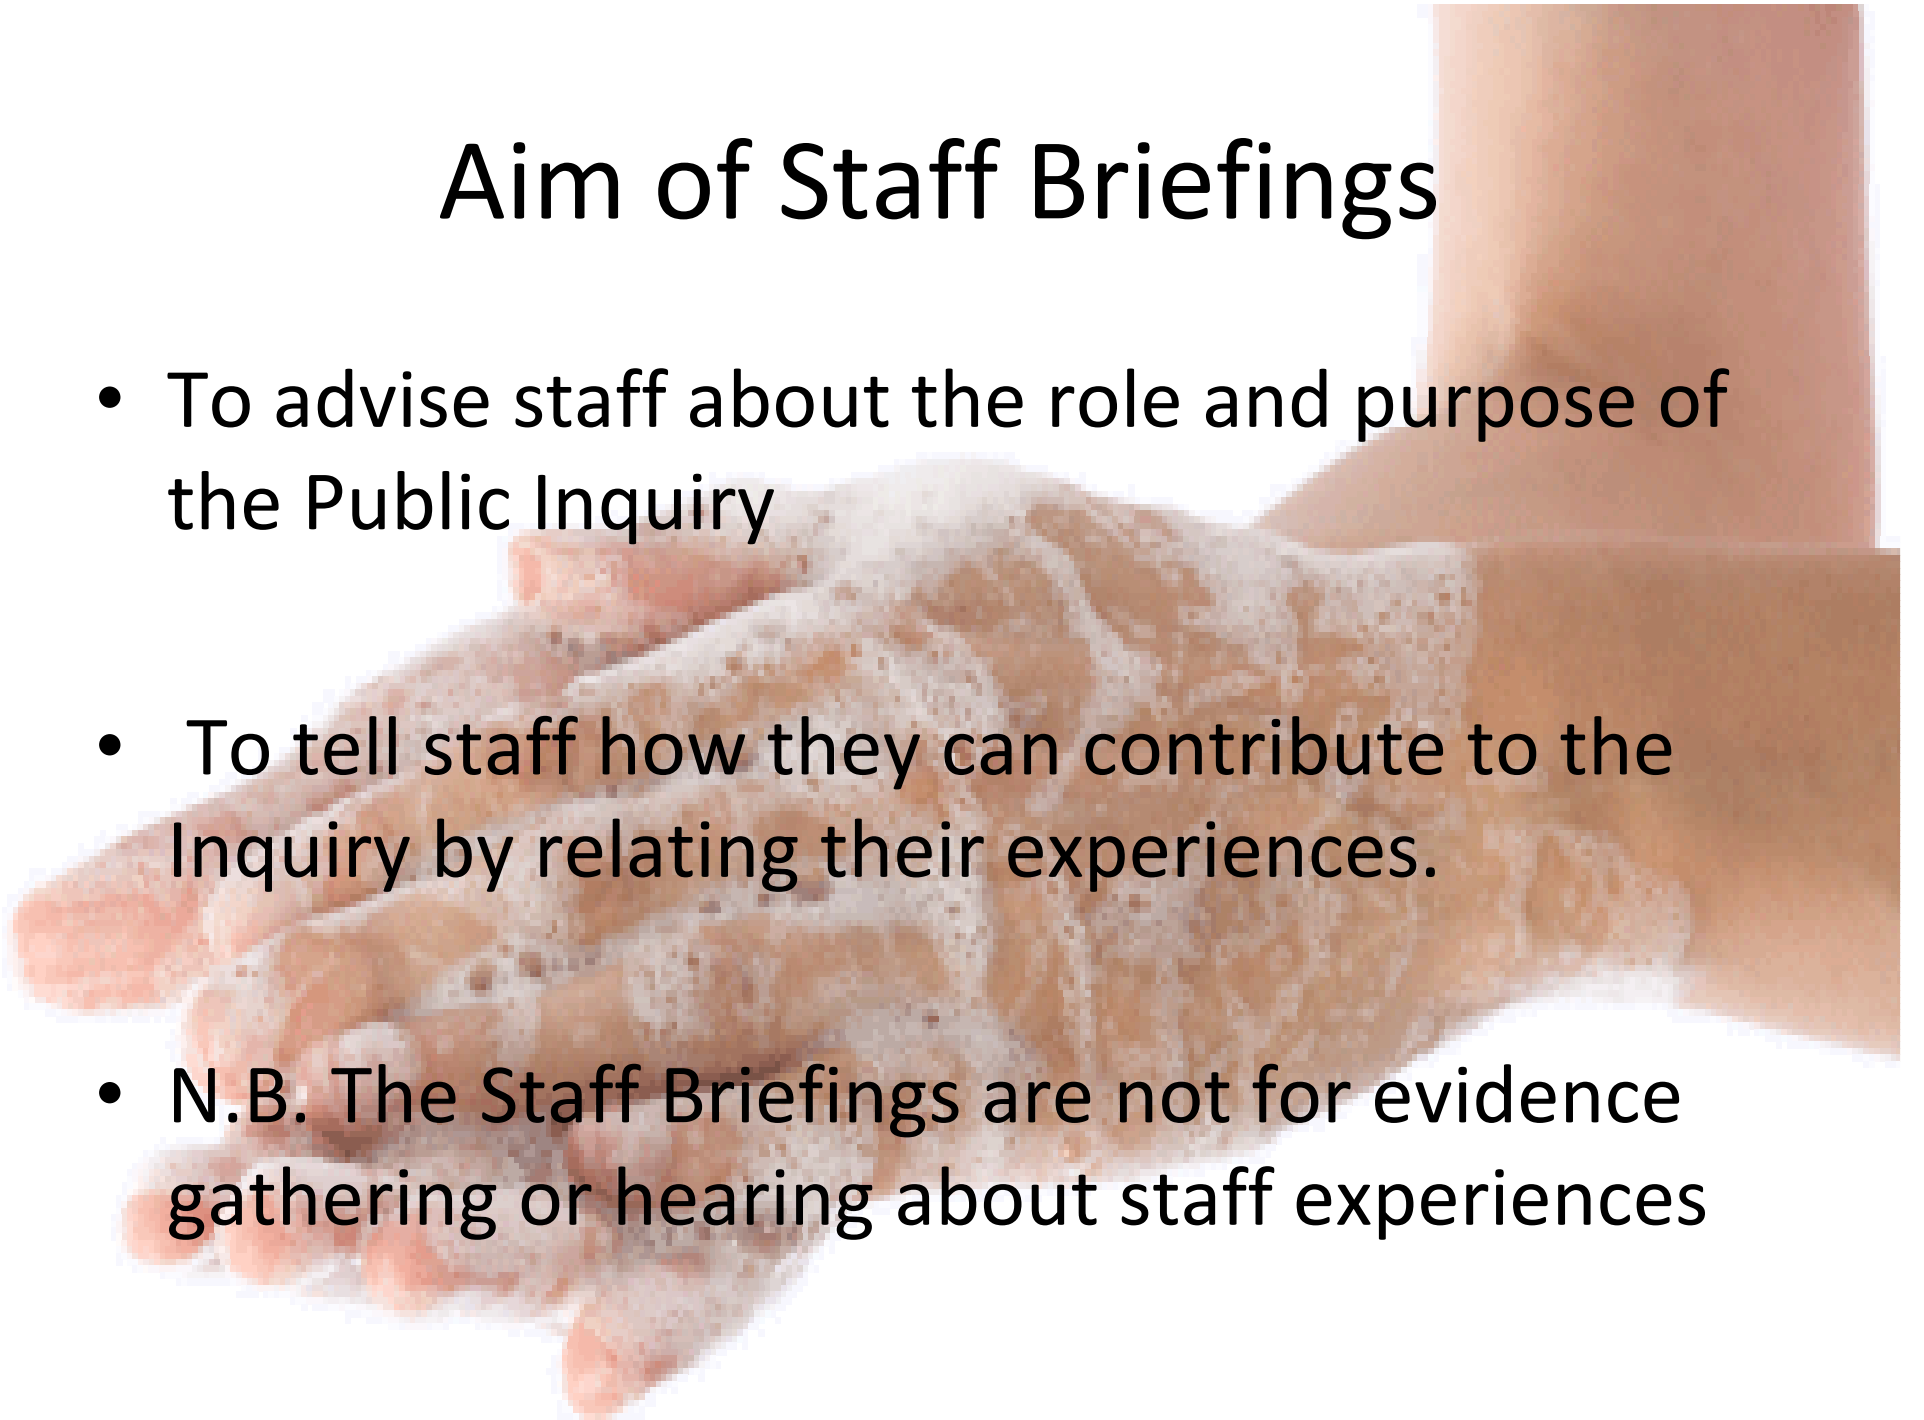 Aim of Staff Briefings
• To advise staff about the role and purpose of
the Public Inquiry
• To tell staff how they can contribute to the
Inquiry by relating their experiences.
• N.B. The Staff Briefings are not for evidence
gathering or hearing about staff experiences